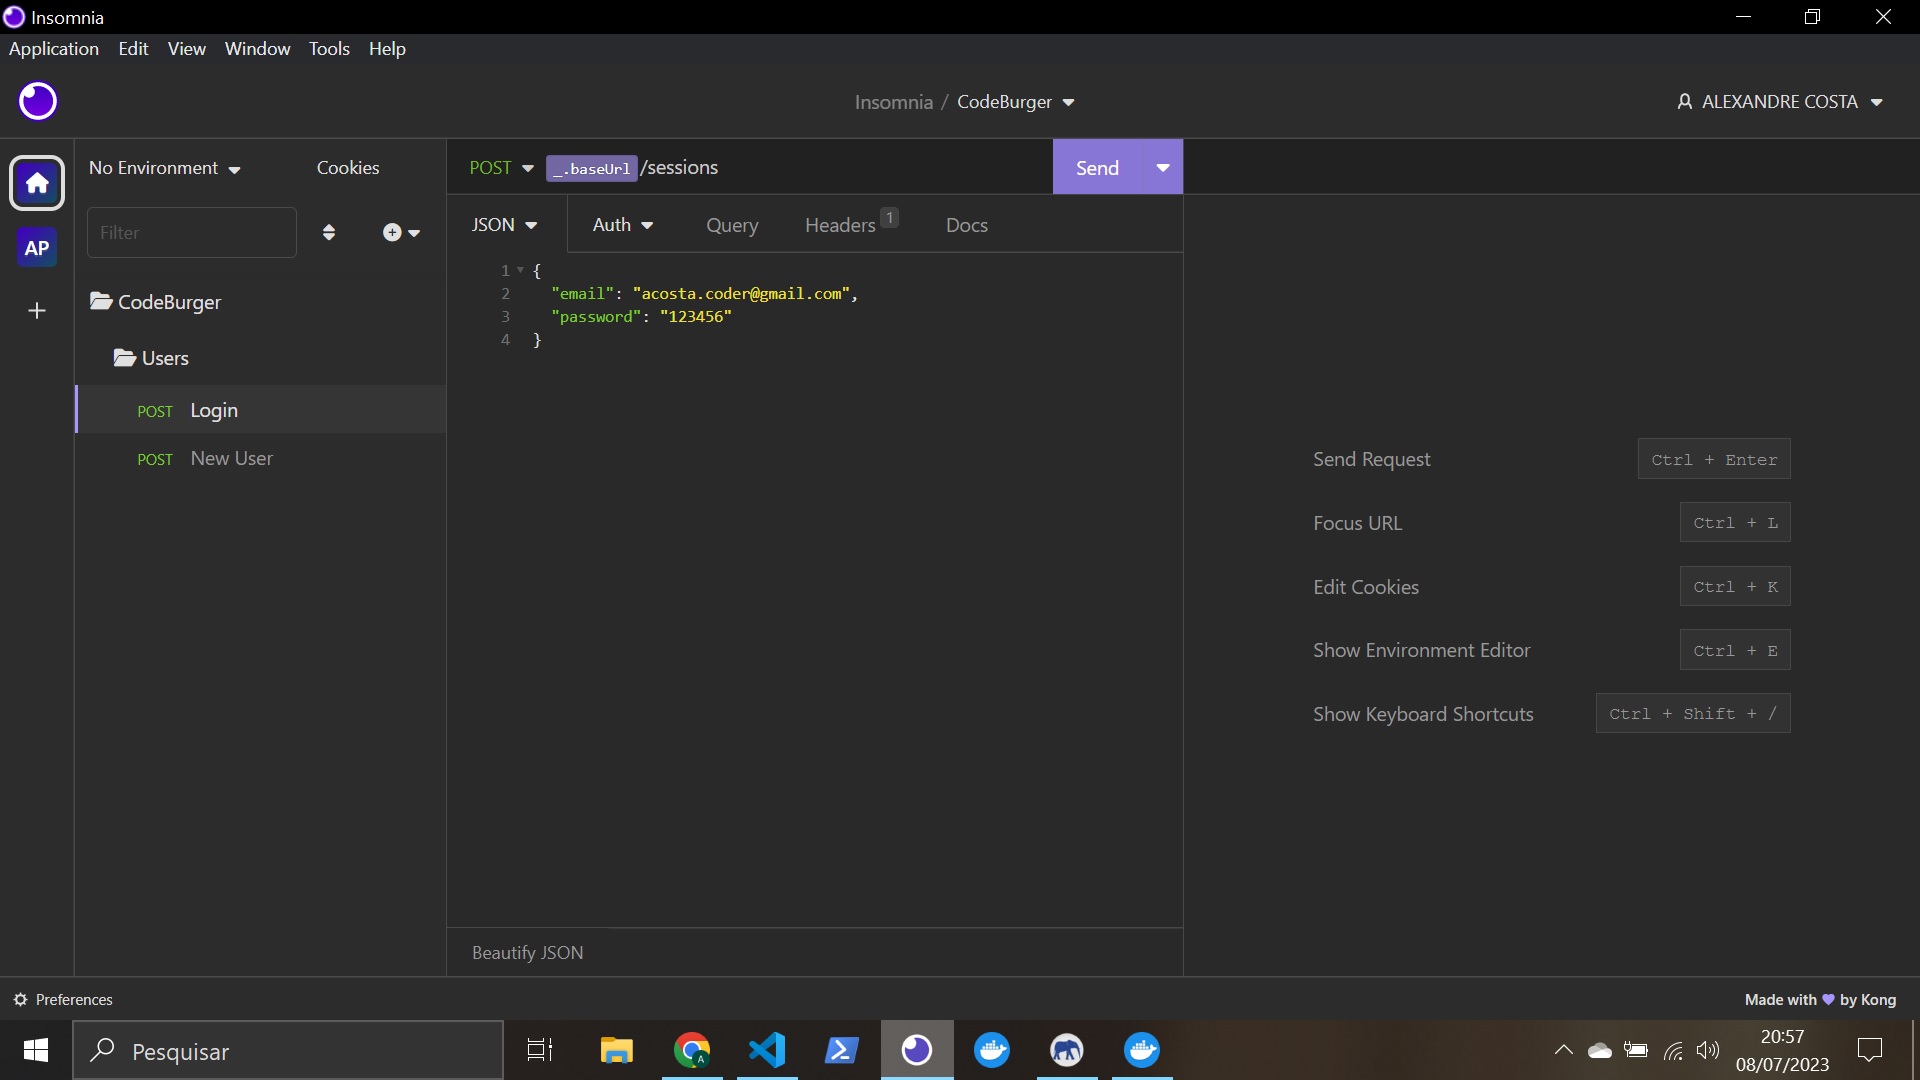 Insomnia
Application Edit View Window Tools Help
Insomnia / CodeBurger
ALEXANDRE COSTA
No Environment
Cookies
POST _.baseUrl /sessions
Send
Filter
JSON Auth Query Headers 1 Docs
AP
CodeBurger
Users
POST Login
POST New User
1 {
2 "email": "acosta.coder@gmail.com",
3 "password": "123456"
4 }
Send Request Ctrl + Enter
Focus URL Ctrl + L
Edit Cookies Ctrl + K
Show Environment Editor Ctrl + E
Show Keyboard Shortcuts Ctrl + Shift + /
Beautify JSON
Preferences
Made with 💜 by Kong
Pesquisar
A
20:57
08/07/2023